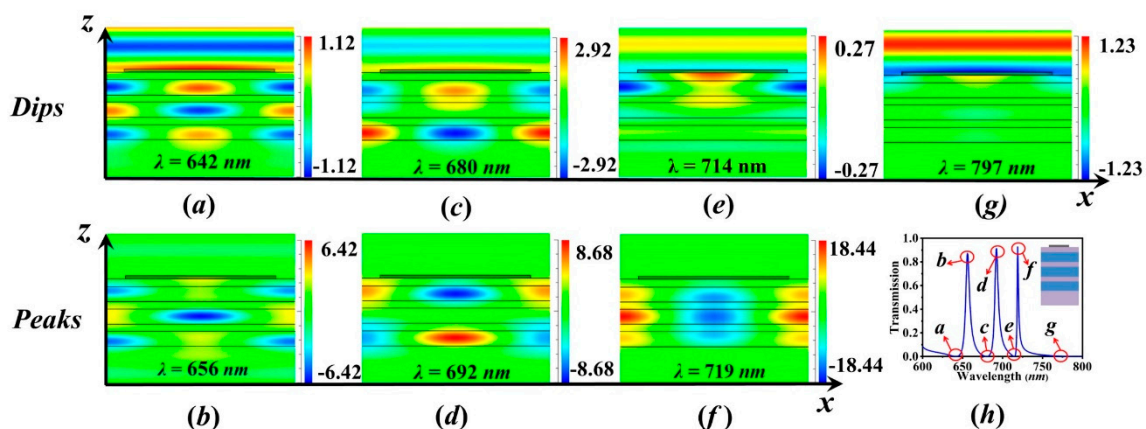 z
Dips
1.12
-1.12
λ = 642 nm
(a)
2.92
-2.92
λ = 680 nm
(c)
0.27
-0.27
λ = 714 nm
(e)
1.23
-1.23
λ = 797 nm
(g)
x
z
Peaks
6.42
-6.42
λ = 656 nm
(b)
8.68
-8.68
λ = 692 nm
(d)
18.44
-18.44
λ = 719 nm
(f)
x
Transmission
1.0
0.8
0.6
0.4
0.2
0.0
b
d
f
a
c
e
g
600 650 700 750 800
Wavelength (nm)
(h)